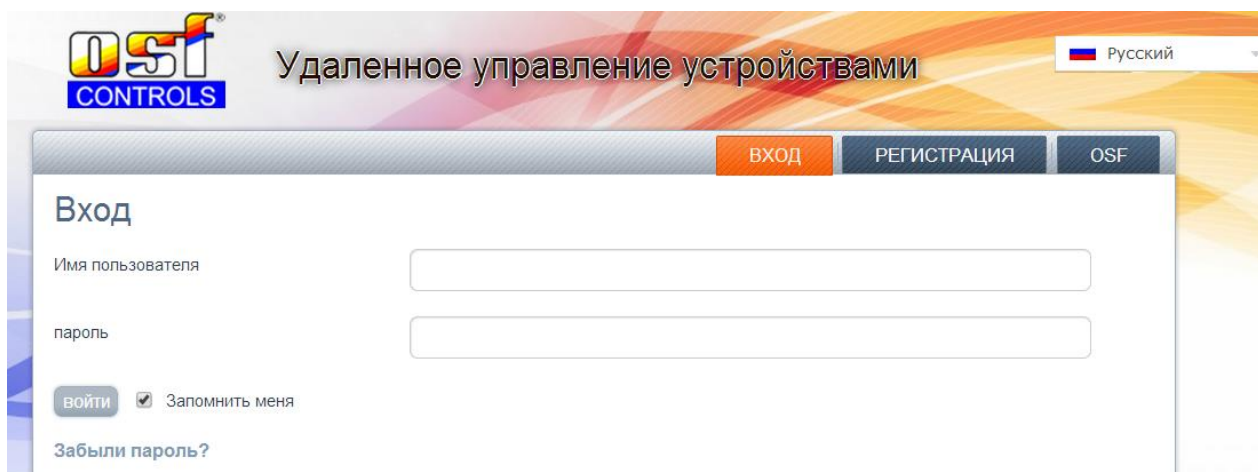 osf®
CONTROLS
Удаленное управление устройствами
Русский
ВХОД РЕГИСТРАЦИЯ OSF
Вход
Имя пользователя
пароль
войти Запомнить меня
Забыли пароль?